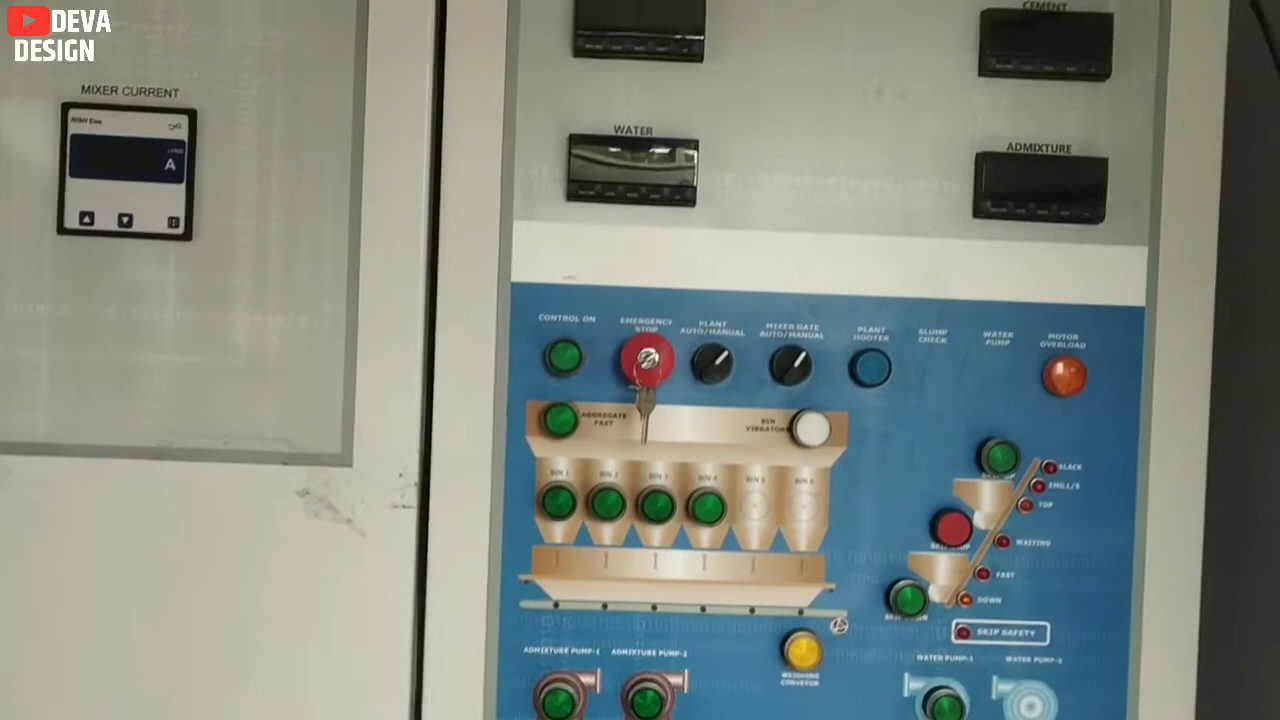 DEVA
DESIGN
MIXER CURRENT
A
CEMENT
WATER
ADMIXTURE
CONTROL ON
EMERGENCY
STOP
PLANT
AUTO/MANUAL
MIXER GATE
AUTO/MANUAL
PLANT
HOOTER
SLUMP
CHECK
WATER
PUMP
MOTOR
OVERLOAD
AGGREGATE
FAST
BIN
VIBRATOR
BIN 1
BIN 2
BIN 3
BIN 4
BIN 5
BIN 6
BLACK
EMG.L/S
TOP
WAITING
FAST
DOWN
SKIP SAFETY
ADMIXTURE PUMP-1
ADMIXTURE PUMP-2
WEIGHING
CONVEYOR
WATER PUMP-1
WATER PUMP-2